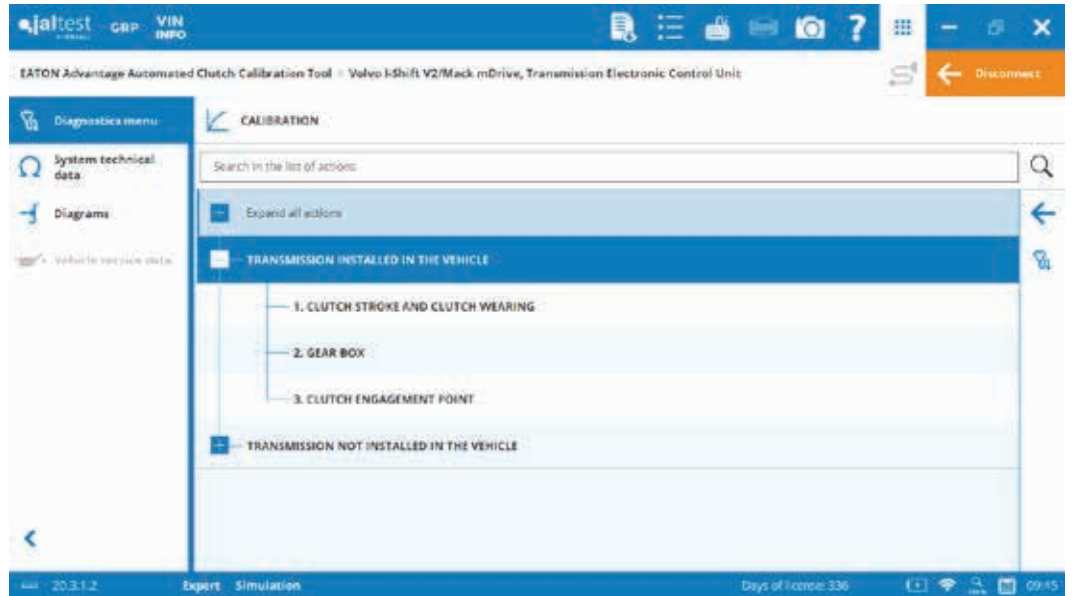 jaltest GRP VIN
INFO
?
EATON Advantage Automated Clutch Calibration Tool Volvo I-Shift V2/Mack mDrive, Transmission Electronic Control Unit
Disconnect
Diagnostics menu
CALIBRATION
System technical
data
Search in the list of actions
Expand all actions
Diagrams
TRANSMISSION INSTALLED IN THE VEHICLE
Vehicle service data
1. CLUTCH STROKE AND CLUTCH WEARING
2. GEAR BOX
3. CLUTCH ENGAGEMENT POINT
TRANSMISSION NOT INSTALLED IN THE VEHICLE
20.3.1.2 Expert Simulation Days of license: 336 09:45